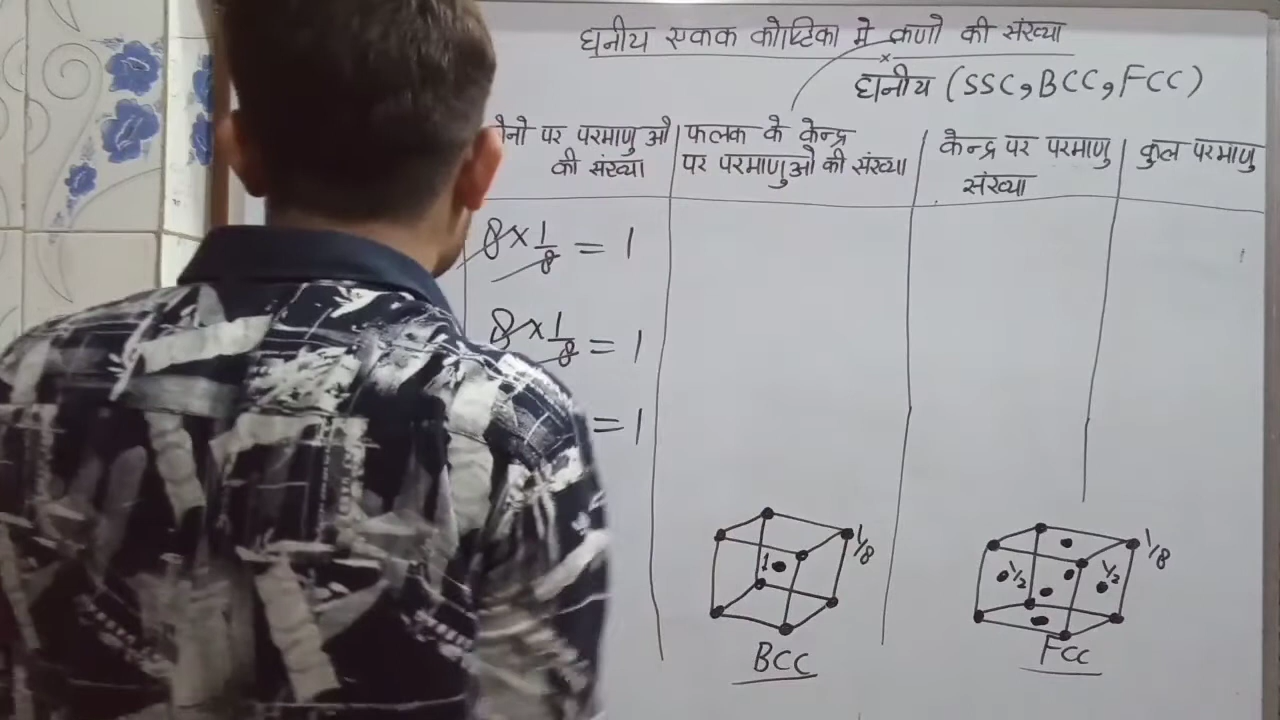 घनीय एकक कोष्टिका मे कणो की संख्या
x
घनीय (SSC, BCC, FCC)
पर परमाणुओ
की संख्या
फलक के केन्द्र
पर परमाणुओ की संख्या
केन्द्र पर परमाणु
संख्या
कुल परमाणु
8 x 1/8 = 1
8 x 1/8 = 1
= 1
1
1/8
BCC
1/2
1/2
1/8
FCC